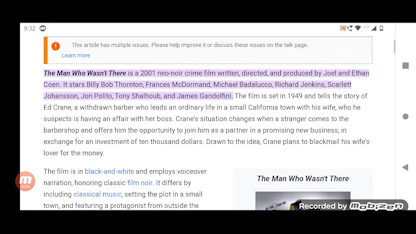 9:32
This article has multiple issues. Please help improve it or discuss these issues on the talk page.
Learn more
The Man Who Wasn't There is a 2001 neo-noir crime film written, directed, and produced by Joel and Ethan
Coen. It stars Billy Bob Thornton, Frances McDormand, Michael Badalucco, Richard Jenkins, Scarlett
Johansson, Jon Polito, Tony Shalhoub, and James Gandolfini. The film is set in 1949 and tells the story of
Ed Crane, a withdrawn barber who leads an ordinary life in a small California town with his wife, who he
suspects is having an affair with her boss. Crane's situation changes when a stranger comes to the
barbershop and offers him the opportunity to join him as a partner in a promising new business, in
exchange for an investment of ten thousand dollars. Drawn to the idea, Crane plans to blackmail his wife's
lover for the money.
The film is in black-and-white and employs voiceover
narration, honoring classic film noir. It differs by
including classical music, setting the plot in a small
town, and featuring a protagonist from outside the
The Man Who Wasn't There
Recorded by Mobizen